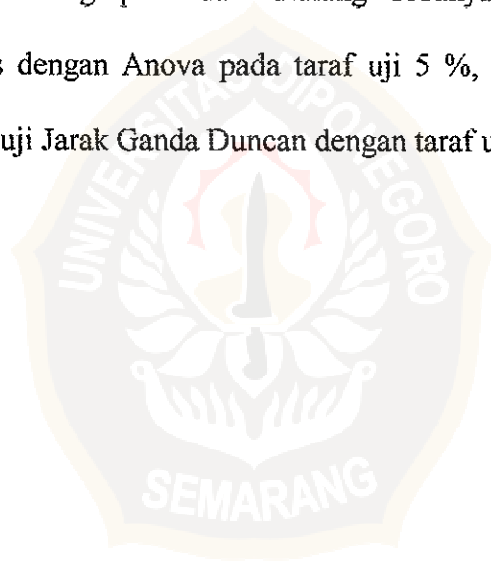 s dengan Anova pada taraf uji 5 %,
uji Jarak Ganda Duncan dengan taraf u
UNIVERSITAS DIPONEGORO
SEMARANG